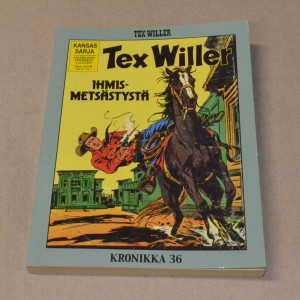 TEX WILLER
KANSAS
SARJA
Tex Willer
IHMIS-
METSÄSTYSTÄ
KRONIKKA 36